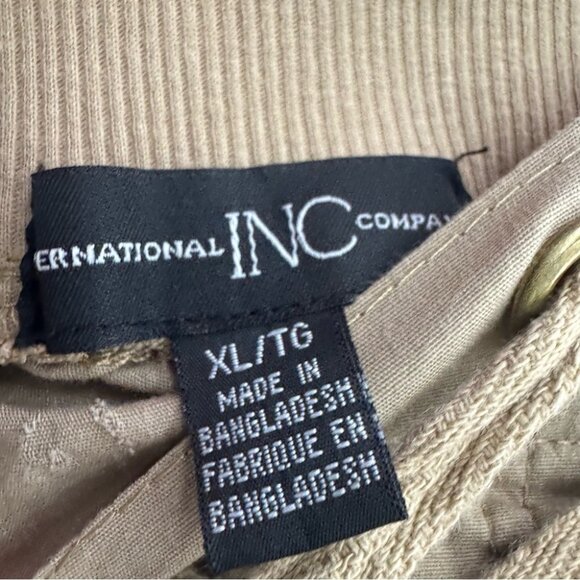 ERNATIONAL INC COMPA
XL/TG
MADE IN
BANGLADESH
FABRIQUE EN
BANGLADESH